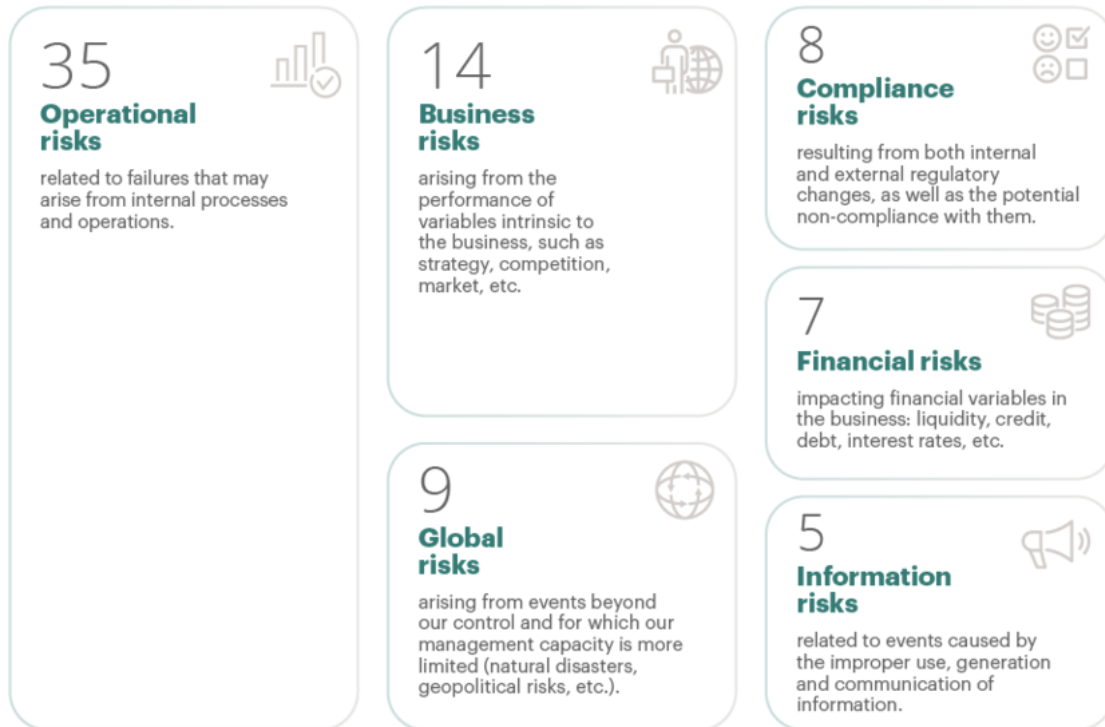 35
Operational
risks
related to failures that may
arise from internal processes
and operations.
14
Business
risks
arising from the
performance of
variables intrinsic to
the business, such as
strategy, competition,
market, etc.
9
Global
risks
arising from events beyond
our control and for which our
management capacity is more
limited (natural disasters,
geopolitical risks, etc.).
8
Compliance
risks
resulting from both internal
and external regulatory
changes, as well as the potential
non-compliance with them.
7
Financial risks
impacting financial variables in
the business: liquidity, credit,
debt, interest rates, etc.
5
Information
risks
related to events caused by
the improper use, generation
and communication of
information.